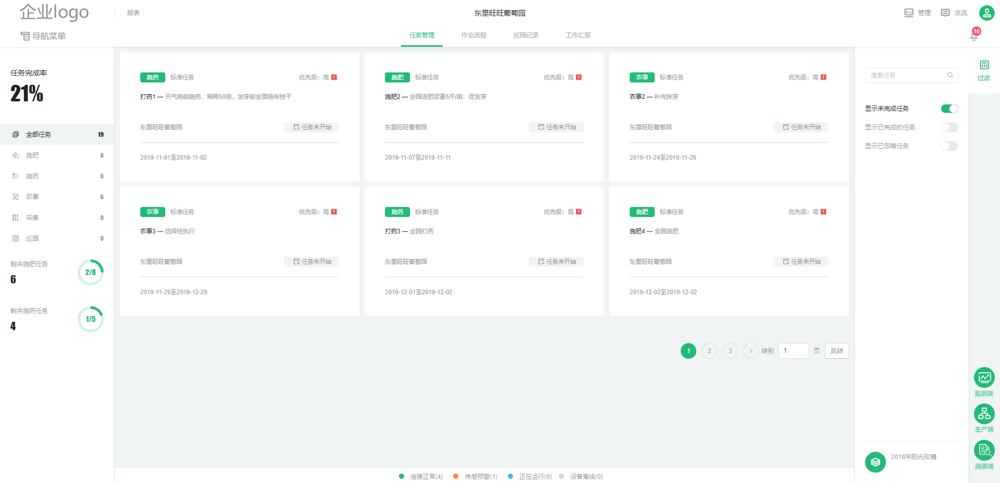 企业logo
报表
东里旺旺葡萄园
管理
交流
导航菜单
任务管理
作业流程
巡园记录
工作汇报
10
任务完成率
21%
全部任务 19
施肥 8
施药 5
农事 6
采集 0
巡园 0
剩余施肥任务
6
2/8
剩余施药任务
4
1/5
施药 标准任务 优先级：高
打药1 — 天气晴朗施药，稀释50倍，发芽前全面喷布枝干
东里旺旺葡萄园 任务未开始
2019-11-01至2019-11-02
施肥 标准任务 优先级：高
施肥2 — 全园追肥尿素5斤/亩，促发芽
东里旺旺葡萄园 任务未开始
2019-11-07至2019-11-11
农事 标准任务 优先级：高
农事2 — 补充抹芽
东里旺旺葡萄园 任务未开始
2019-11-24至2019-11-26
农事 标准任务 优先级：高
农事3 — 选择性执行
东里旺旺葡萄园 任务未开始
2019-11-29至2019-12-29
施药 标准任务 优先级：高
打药3 — 全园打药
东里旺旺葡萄园 任务未开始
2019-12-01至2019-12-02
施肥 标准任务 优先级：高
施肥4 — 全园追肥
东里旺旺葡萄园 任务未开始
2019-12-02至2019-12-02
1 2 3 > 转到 1 页 跳转
连接正常(4) 传感预警(1) 正在运行(0) 设备离线(0)
搜索任务
过滤
显示未完成任务
显示已完成的任务
显示已忽略任务
2018年阳光玫瑰
监测端
生产端
溯源端